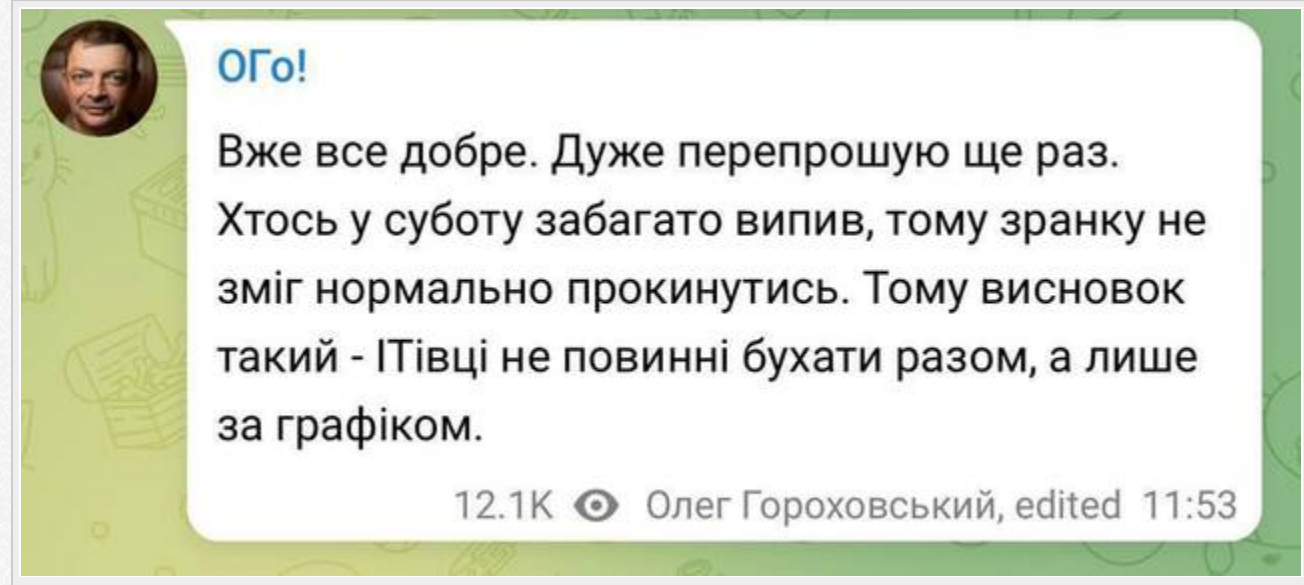 ОГо!
Вже все добре. Дуже перепрошую ще раз.
Хтось у суботу забагато випив, тому зранку не
зміг нормально прокинутись. Тому висновок
такий - ІТівці не повинні бухати разом, а лише
за графіком.
12.1K Олег Гороховський, edited 11:53